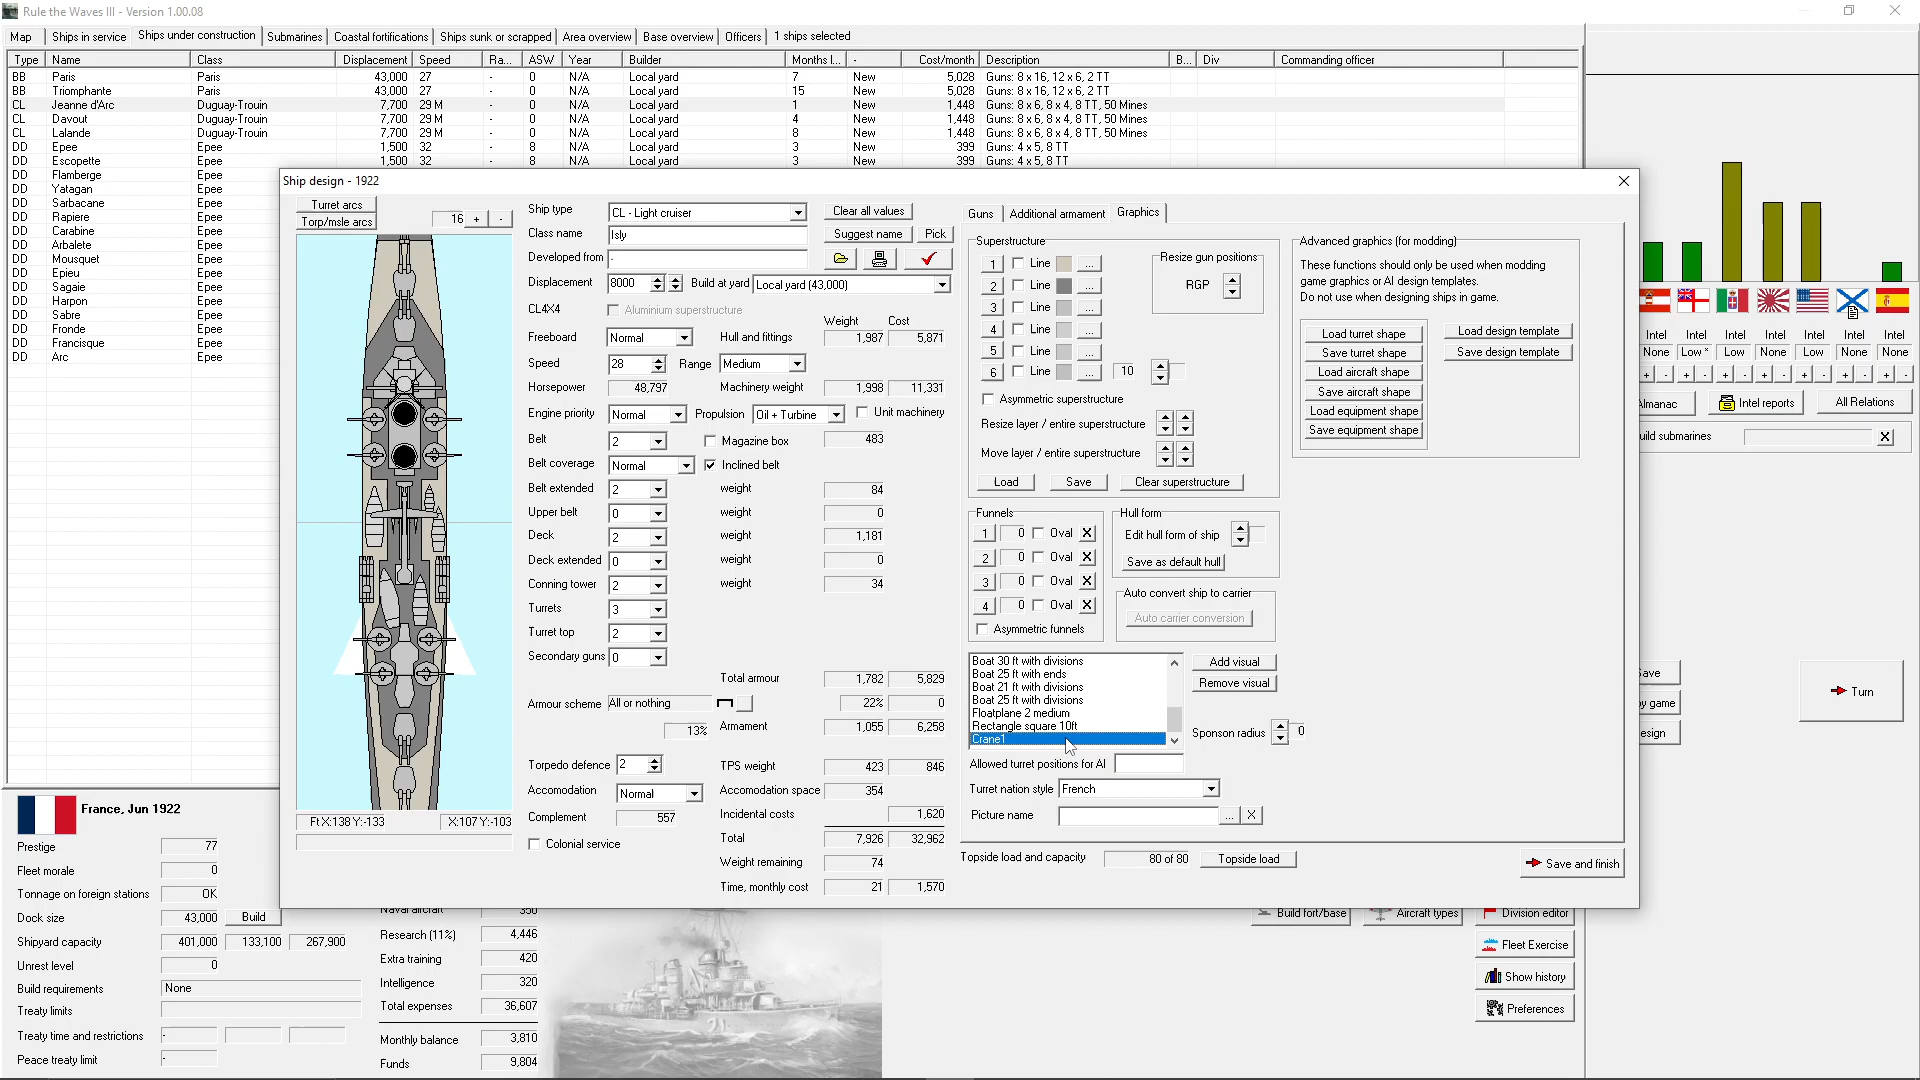 Rule the Waves III - Version 1.00.08
Map Ships in service Ships under construction Submarines Coastal fortifications Ships sunk or scrapped Area overview Base overview Officers 1 ships selected
Type Name Class Displacement Speed Ra... ASW Year Builder Months l... - Cost/month Description B... Div Commanding officer
BB Paris Paris 43,000 27 - 0 N/A Local yard 7 New 5,028 Guns: 8 x 16, 12 x 6, 2 TT
BB Triomphante Paris 43,000 27 - 0 N/A Local yard 15 New 5,028 Guns: 8 x 16, 12 x 6, 2 TT
CL Jeanne d'Arc Duguay-Trouin 7,700 29 M - 0 N/A Local yard 1 New 1,448 Guns: 8 x 6, 8 x 4, 8 TT, 50 Mines
CL Davout Duguay-Trouin 7,700 29 M - 0 N/A Local yard 4 New 1,448 Guns: 8 x 6, 8 x 4, 8 TT, 50 Mines
CL Lalande Duguay-Trouin 7,700 29 M - 0 N/A Local yard 8 New 1,448 Guns: 8 x 6, 8 x 4, 8 TT, 50 Mines
DD Epee Epee 1,500 32 - 8 N/A Local yard 3 New 399 Guns: 4 x 5, 8 TT
DD Escopette Epee 1,500 32 - 8 N/A Local yard 3 New 399 Guns: 4 x 5, 8 TT
DD Flamberge Epee
DD Yatagan Epee
DD Sarbacane Epee
DD Rapiere Epee
DD Carabine Epee
DD Arbalete Epee
DD Mousquet Epee
DD Epieu Epee
DD Sagaie Epee
DD Harpon Epee
DD Sabre Epee
DD Fronde Epee
DD Francisque Epee
DD Arc Epee
Ship design - 1922
Turret arcs
Torp/msle arcs
16 + -
Ft X:138 Y:-133 X:107 Y:-103
Ship type CL - Light cruiser Clear all values
Class name Isly Suggest name Pick
Developed from -
Displacement 8000 Build at yard Local yard (43,000)
CL4X4 Aluminium superstructure
Weight Cost
Freeboard Normal Hull and fittings 1,987 5,871
Speed 28 Range Medium
Horsepower 48,797 Machinery weight 1,998 11,331
Engine priority Normal Propulsion Oil + Turbine Unit machinery
Belt 2 Magazine box 483
Belt coverage Normal Inclined belt
Belt extended 2 weight 84
Upper belt 0 weight 0
Deck 2 weight 1,181
Deck extended 0 weight 0
Conning tower 2 weight 34
Turrets 3
Turret top 2
Secondary guns 0
Total armour 1,782 5,829
Armour scheme All or nothing 22% 0
13% Armament 1,055 6,258
Torpedo defence 2 TPS weight 423 846
Accomodation Normal Accomodation space 354
Complement 557 Incidental costs 1,620
Colonial service Total 7,926 32,962
Weight remaining 74
Time, monthly cost 21 1,570
Guns Additional armament Graphics
Superstructure
1 Line ...
2 Line ...
3 Line ...
4 Line ...
5 Line ...
6 Line ... 10
Resize gun positions
RGP
Asymmetric superstructure
Resize layer / entire superstructure
Move layer / entire superstructure
Load Save Clear superstructure
Funnels
1 0 Oval X
2 0 Oval X
3 0 Oval X
4 0 Oval X
Asymmetric funnels
Hull form
Edit hull form of ship
Save as default hull
Auto convert ship to carrier
Auto carrier conversion
Boat 30 ft with divisions
Boat 25 ft with ends
Boat 21 ft with divisions
Boat 25 ft with divisions
Floatplane 2 medium
Rectangle square 10ft
Crane1
Add visual
Remove visual
Sponson radius 0
Allowed turret positions for AI
Turret nation style French
Picture name ... X
Topside load and capacity 80 of 80 Topside load
Save and finish
Advanced graphics (for modding)
These functions should only be used when modding
game graphics or AI design templates.
Do not use when designing ships in game.
Load turret shape
Save turret shape
Load aircraft shape
Save aircraft shape
Load equipment shape
Save equipment shape
Load design template
Save design template
Intel Intel Intel Intel Intel Intel Intel
None Low * Low None Low None None
+ - + - + - + - + - + - + -
Almanac Intel reports All Relations
uild submarines X
ave
y game
esign
Turn
France, Jun 1922
Prestige 77
Fleet morale 0
Tonnage on foreign stations OK
Dock size 43,000 Build
Shipyard capacity 401,000 133,100 267,900
Unrest level 0
Build requirements None
Treaty limits
Treaty time and restrictions -
Peace treaty limit -
Naval aircraft 350
Research (11%) 4,446
Extra training 420
Intelligence 320
Total expenses 36,607
Monthly balance 3,810
Funds 9,804
Build fort/base Aircraft types Division editor
Fleet Exercise
Show history
Preferences